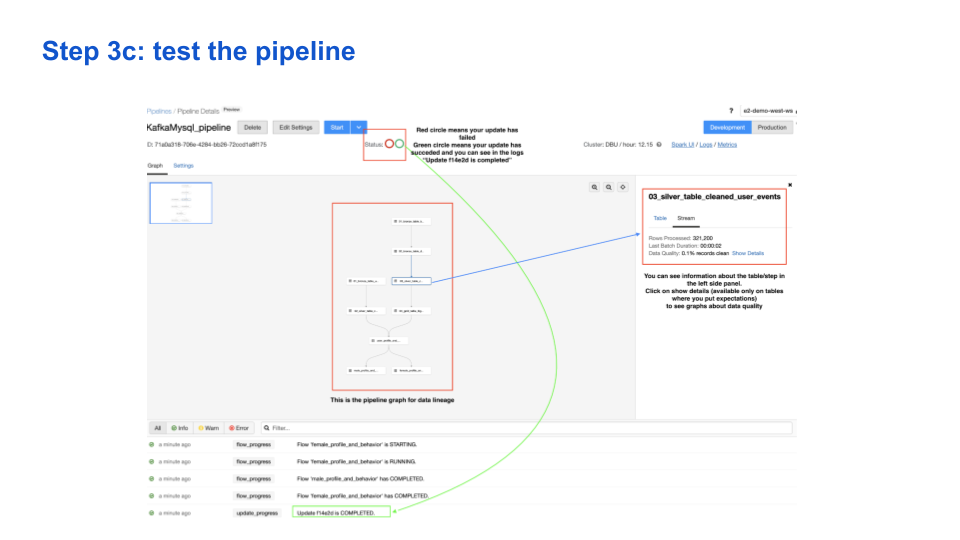 Step 3c: test the pipeline
Pipelines / Pipeline Details Preview
? e2-demo-west-ws
KafkaMysql_pipeline Delete Edit Settings Start
Development Production
Red circle means your update has
failed
Green circle means your update has
succeded and you can see in the logs
"Update f14e2d is completed"
Status:
Cluster: DBU / hour: 12.15 Spark UI / Logs / Metrics
Graph Settings
03_silver_table_cleaned_user_events
Table Stream
Rows Processed: 321,200
Last Batch Duration: 00:00:02
Data Quality: 0.1% records clean Show Details
You can see information about the table/step in
the left side panel.
Click on show details (available only on tables
where you put expectations)
to see graphs about data quality
This is the pipeline graph for data lineage
All Info Warn Error Filter...
a minute ago flow_progress Flow 'female_profile_and_behavior' is STARTING.
a minute ago flow_progress Flow 'female_profile_and_behavior' is RUNNING.
a minute ago flow_progress Flow 'male_profile_and_behavior' has COMPLETED.
a minute ago flow_progress Flow 'female_profile_and_behavior' has COMPLETED.
a minute ago update_progress Update f14e2d is COMPLETED.